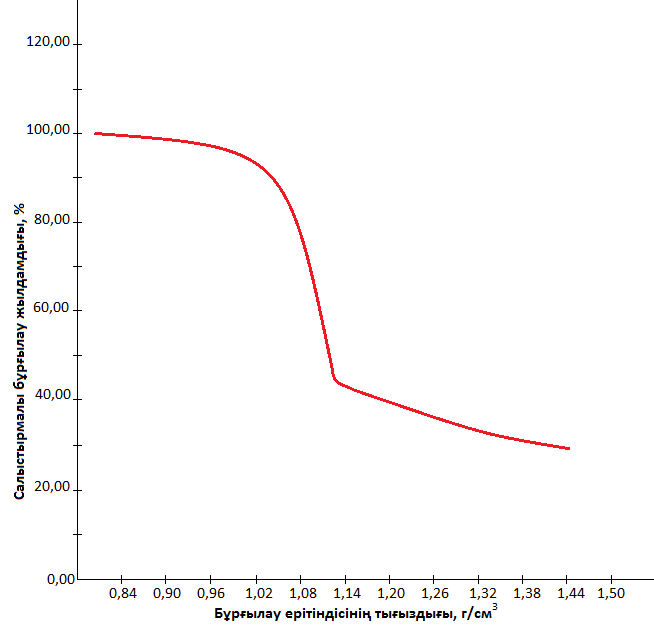 120,00
100,00
80,00
60,00
40,00
20,00
0,00
Салыстырмалы бұрғылау жылдамдығы, %
0,84 0,90 0,96 1,02 1,08 1,14 1,20 1,26 1,32 1,38 1,44 1,50
Бұрғылау ерітіндісінің тығыздығы, г/см³